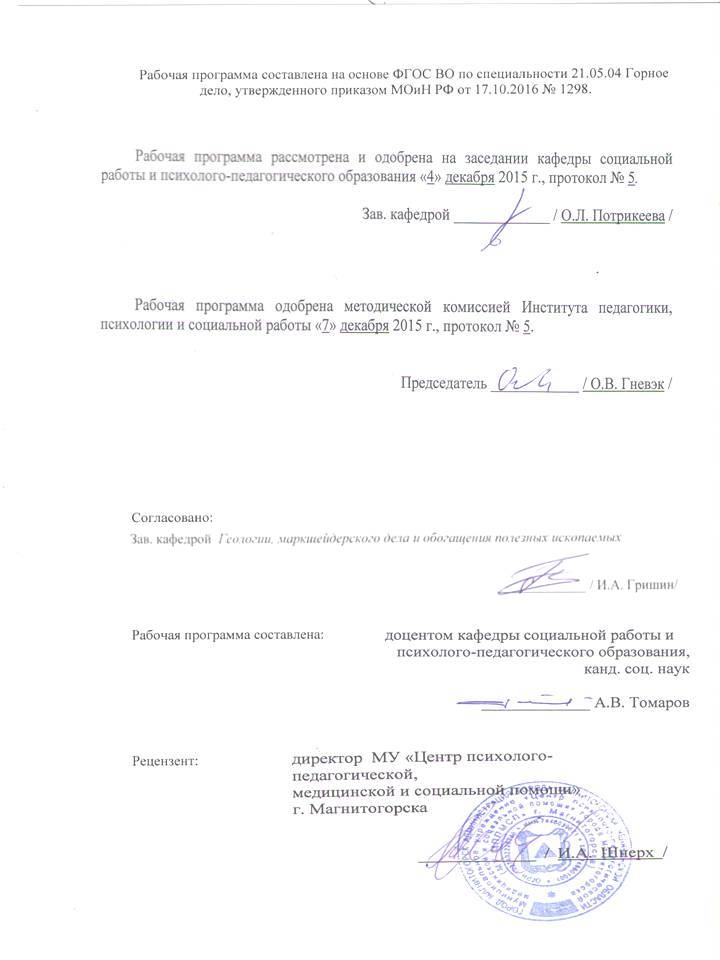 Рабочая программа составлена на основе ФГОС ВО по специальности 21.05.04 Горное
дело, утвержденного приказом МОиН РФ от 17.10.2016 № 1298.
Рабочая программа рассмотрена и одобрена на заседании кафедры социальной
работы и психолого-педагогического образования «4» декабря 2015 г., протокол № 5.
Зав. кафедрой / О.Л. Потрикеева /
Рабочая программа одобрена методической комиссией Института педагогики,
психологии и социальной работы «7» декабря 2015 г., протокол № 5.
Председатель / О.В. Гневэк /
Согласовано:
Зав. кафедрой Геологии, маркшейдерского дела и обогащения полезных ископаемых
/ И.А. Гришин/
Рабочая программа составлена: доцентом кафедры социальной работы и
психолого-педагогического образования,
канд. соц. наук
А.В. Томаров
Рецензент: директор МУ «Центр психолого-
педагогической,
медицинской и социальной помощи»
г. Магнитогорска
/ И.А. Шнерх /